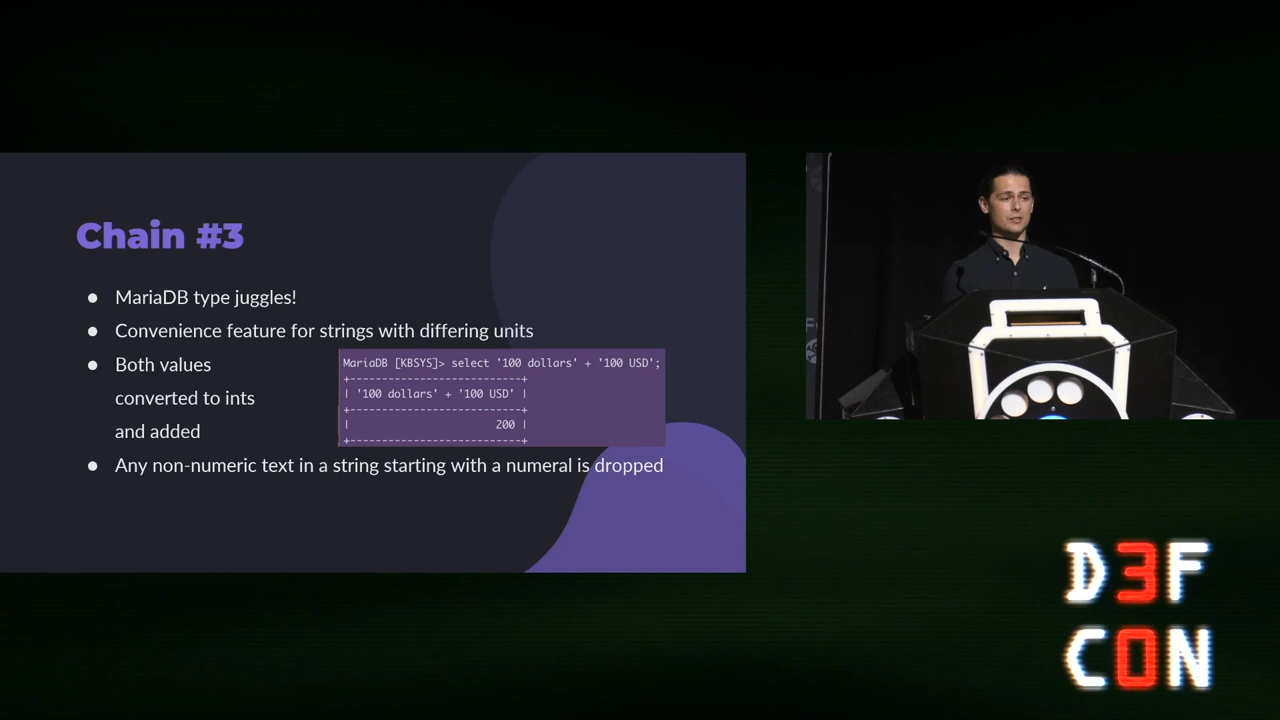 Chain #3
● MariaDB type juggles!
● Convenience feature for strings with differing units
● Both values
converted to ints
and added
MariaDB [KBSYS]> select '100 dollars' + '100 USD';
+---------------------------+
| '100 dollars' + '100 USD' |
+---------------------------+
|                       200 |
+---------------------------+
● Any non-numeric text in a string starting with a numeral is dropped
D3F
C0N